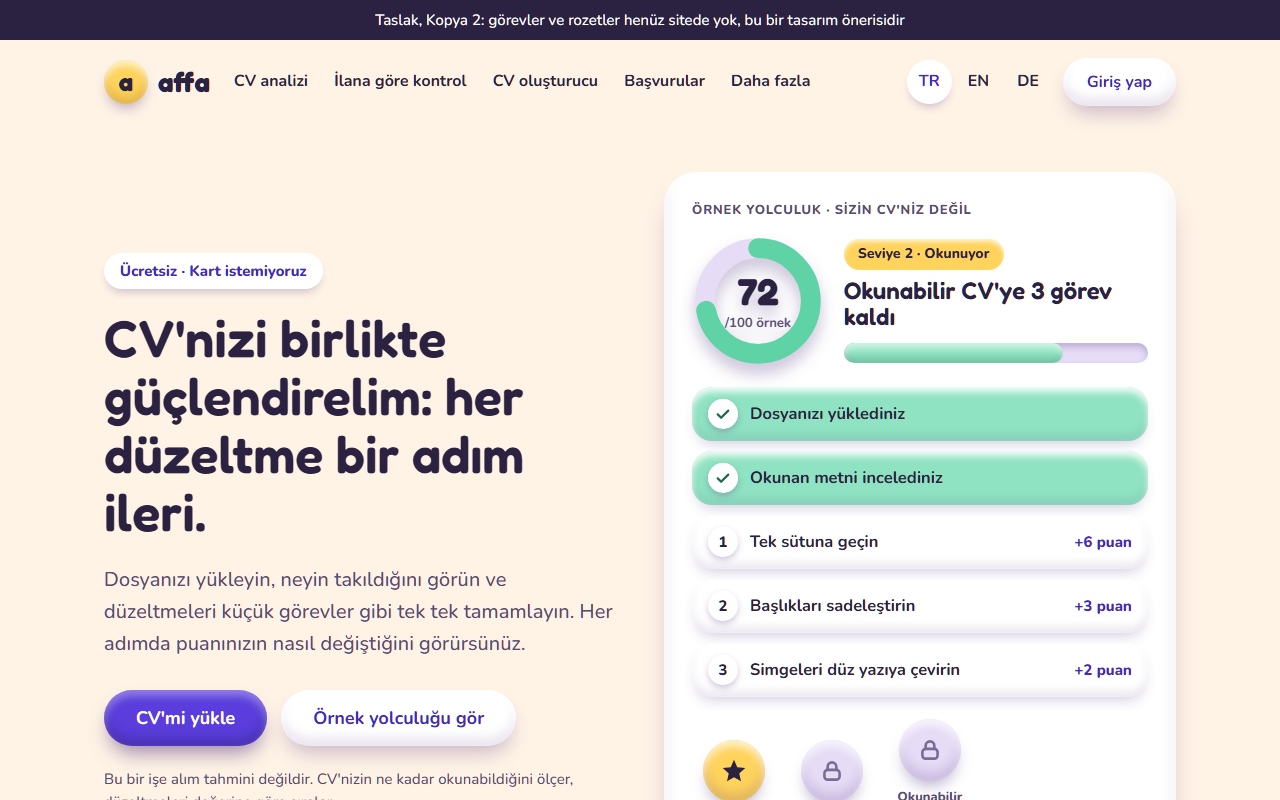 Taslak, Kopya 2: görevler ve rozetler henüz sitede yok, bu bir tasarım önerisidir
a affa CV analizi İlana göre kontrol CV oluşturucu Başvurular Daha fazla TR EN DE Giriş yap
Ücretsiz · Kart istemiyoruz
CV'nizi birlikte
güçlendirelim: her
düzeltme bir adım
ileri.
Dosyanızı yükleyin, neyin takıldığını görün ve
düzeltmeleri küçük görevler gibi tek tek tamamlayın. Her
adımda puanınızın nasıl değiştiğini görürsünüz.
CV'mi yükle Örnek yolculuğu gör
Bu bir işe alım tahmini değildir. CV'nizin ne kadar okunabildiğini ölçer,
ÖRNEK YOLCULUK · SİZİN CV'NİZ DEĞİL
72
/100 örnek
Seviye 2 · Okunuyor
Okunabilir CV'ye 3 görev
kaldı
Dosyanızı yüklediniz
Okunan metni incelediniz
1 Tek sütuna geçin +6 puan
2 Başlıkları sadeleştirin +3 puan
3 Simgeleri düz yazıya çevirin +2 puan
Okunabilir